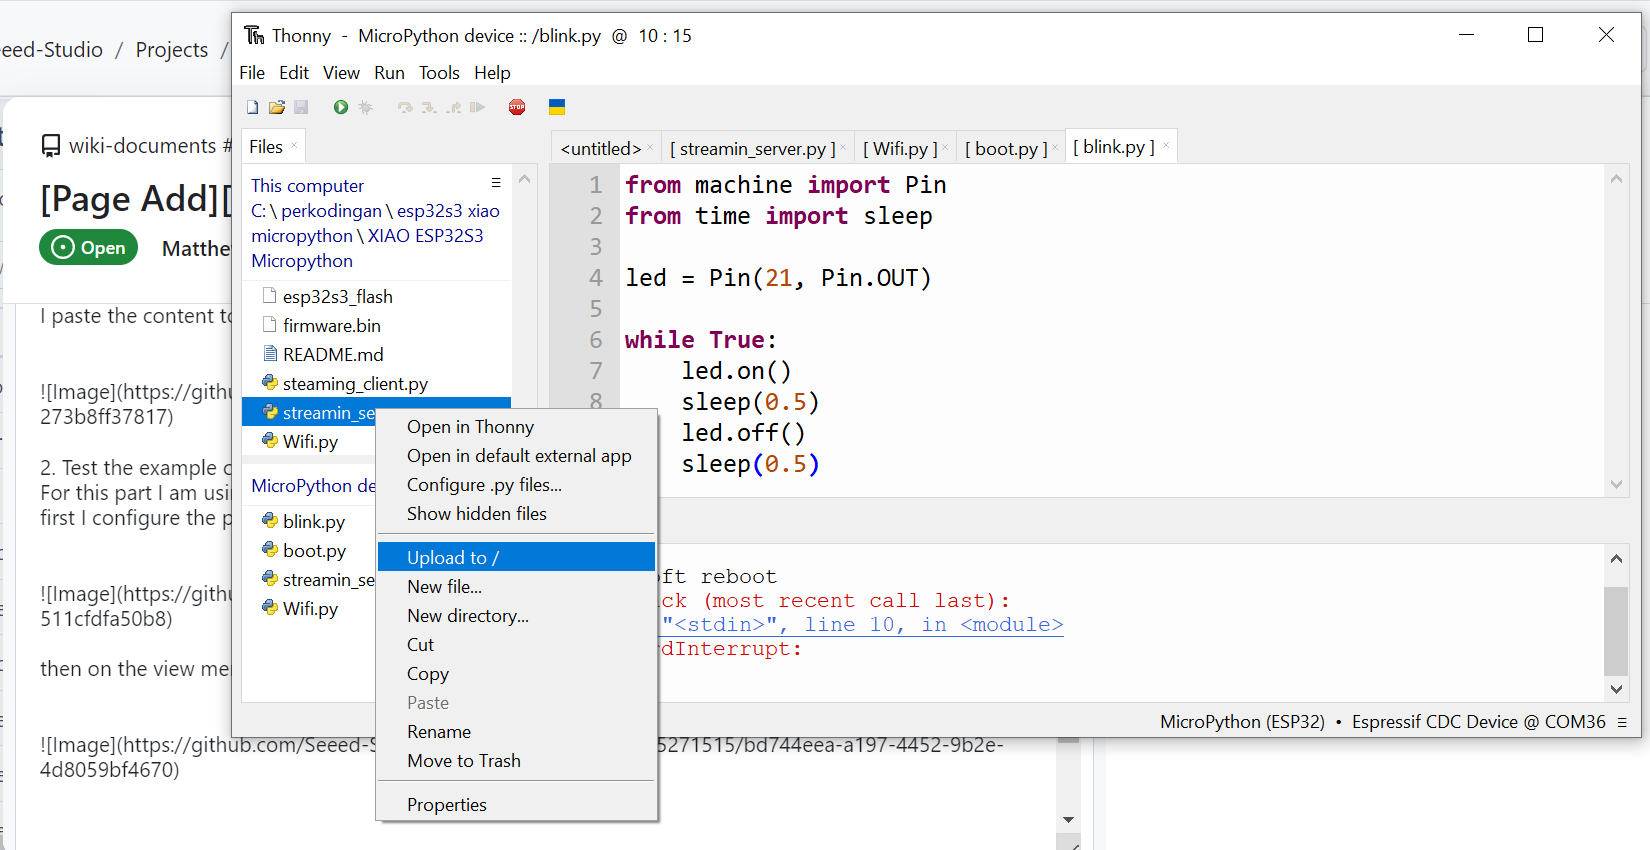 eed-Studio / Projects /
wiki-documents #
[Page Add][
Open Matthew
I paste the content to
![Image](https://githu
273b8ff37817)
2. Test the example c
For this part I am usi
first I configure the p
![Image](https://githu
511cfdfa50b8)
then on the view me
![Image](https://github.com/Seeed-S
5271515/bd744eea-a197-4452-9b2e-
4d8059bf4670)
Thonny - MicroPython device :: /blink.py @ 10 : 15
File Edit View Run Tools Help
STOP
Files ×
This computer
C: \ perkodingan \ esp32s3 xiao
micropython \ XIAO ESP32S3
Micropython
esp32s3_flash
firmware.bin
README.md
steaming_client.py
streamin_se
Wifi.py
MicroPython de
blink.py
boot.py
streamin_se
Wifi.py
<untitled> × [ streamin_server.py ] × [ Wifi.py ] × [ boot.py ] × [ blink.py ] ×
1 from machine import Pin
2 from time import sleep
3
4 led = Pin(21, Pin.OUT)
5
6 while True:
7 led.on()
8 sleep(0.5)
led.off()
sleep(0.5)
Open in Thonny
Open in default external app
Configure .py files...
Show hidden files
Upload to /
New file...
New directory...
Cut
Copy
Paste
Rename
Move to Trash
Properties
ft reboot
ck (most recent call last):
"<stdin>", line 10, in <module>
rdInterrupt:
MicroPython (ESP32) • Espressif CDC Device @ COM36 ≡